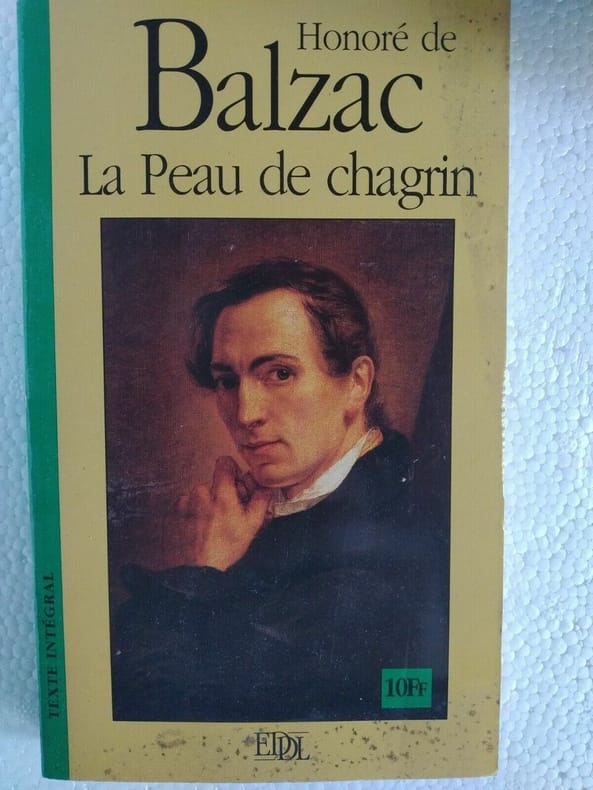 Honoré de
Balzac
La Peau de chagrin
TEXTE INTÉGRAL
10FF
EDDL